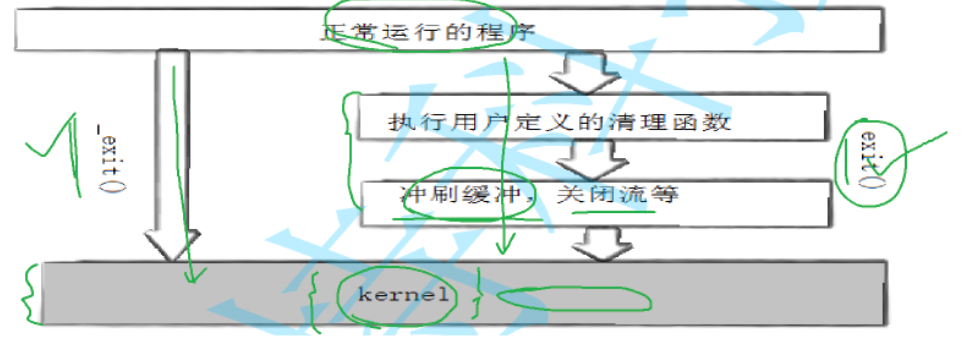 正常运行的程序
执行用户定义的清理函数
_exit()
exit()
冲刷缓冲，关闭流等
kernel